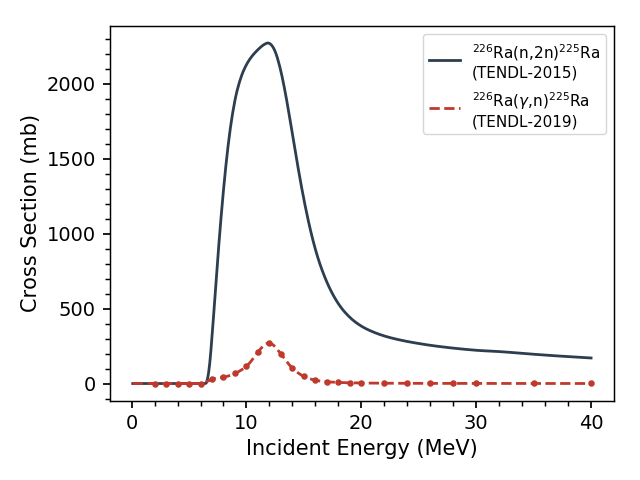 2000
1500
1000
500
0
Cross Section (mb)
²²⁶Ra(n,2n)²²⁵Ra
(TENDL-2015)
²²⁶Ra(γ,n)²²⁵Ra
(TENDL-2019)
0 10 20 30 40
Incident Energy (MeV)